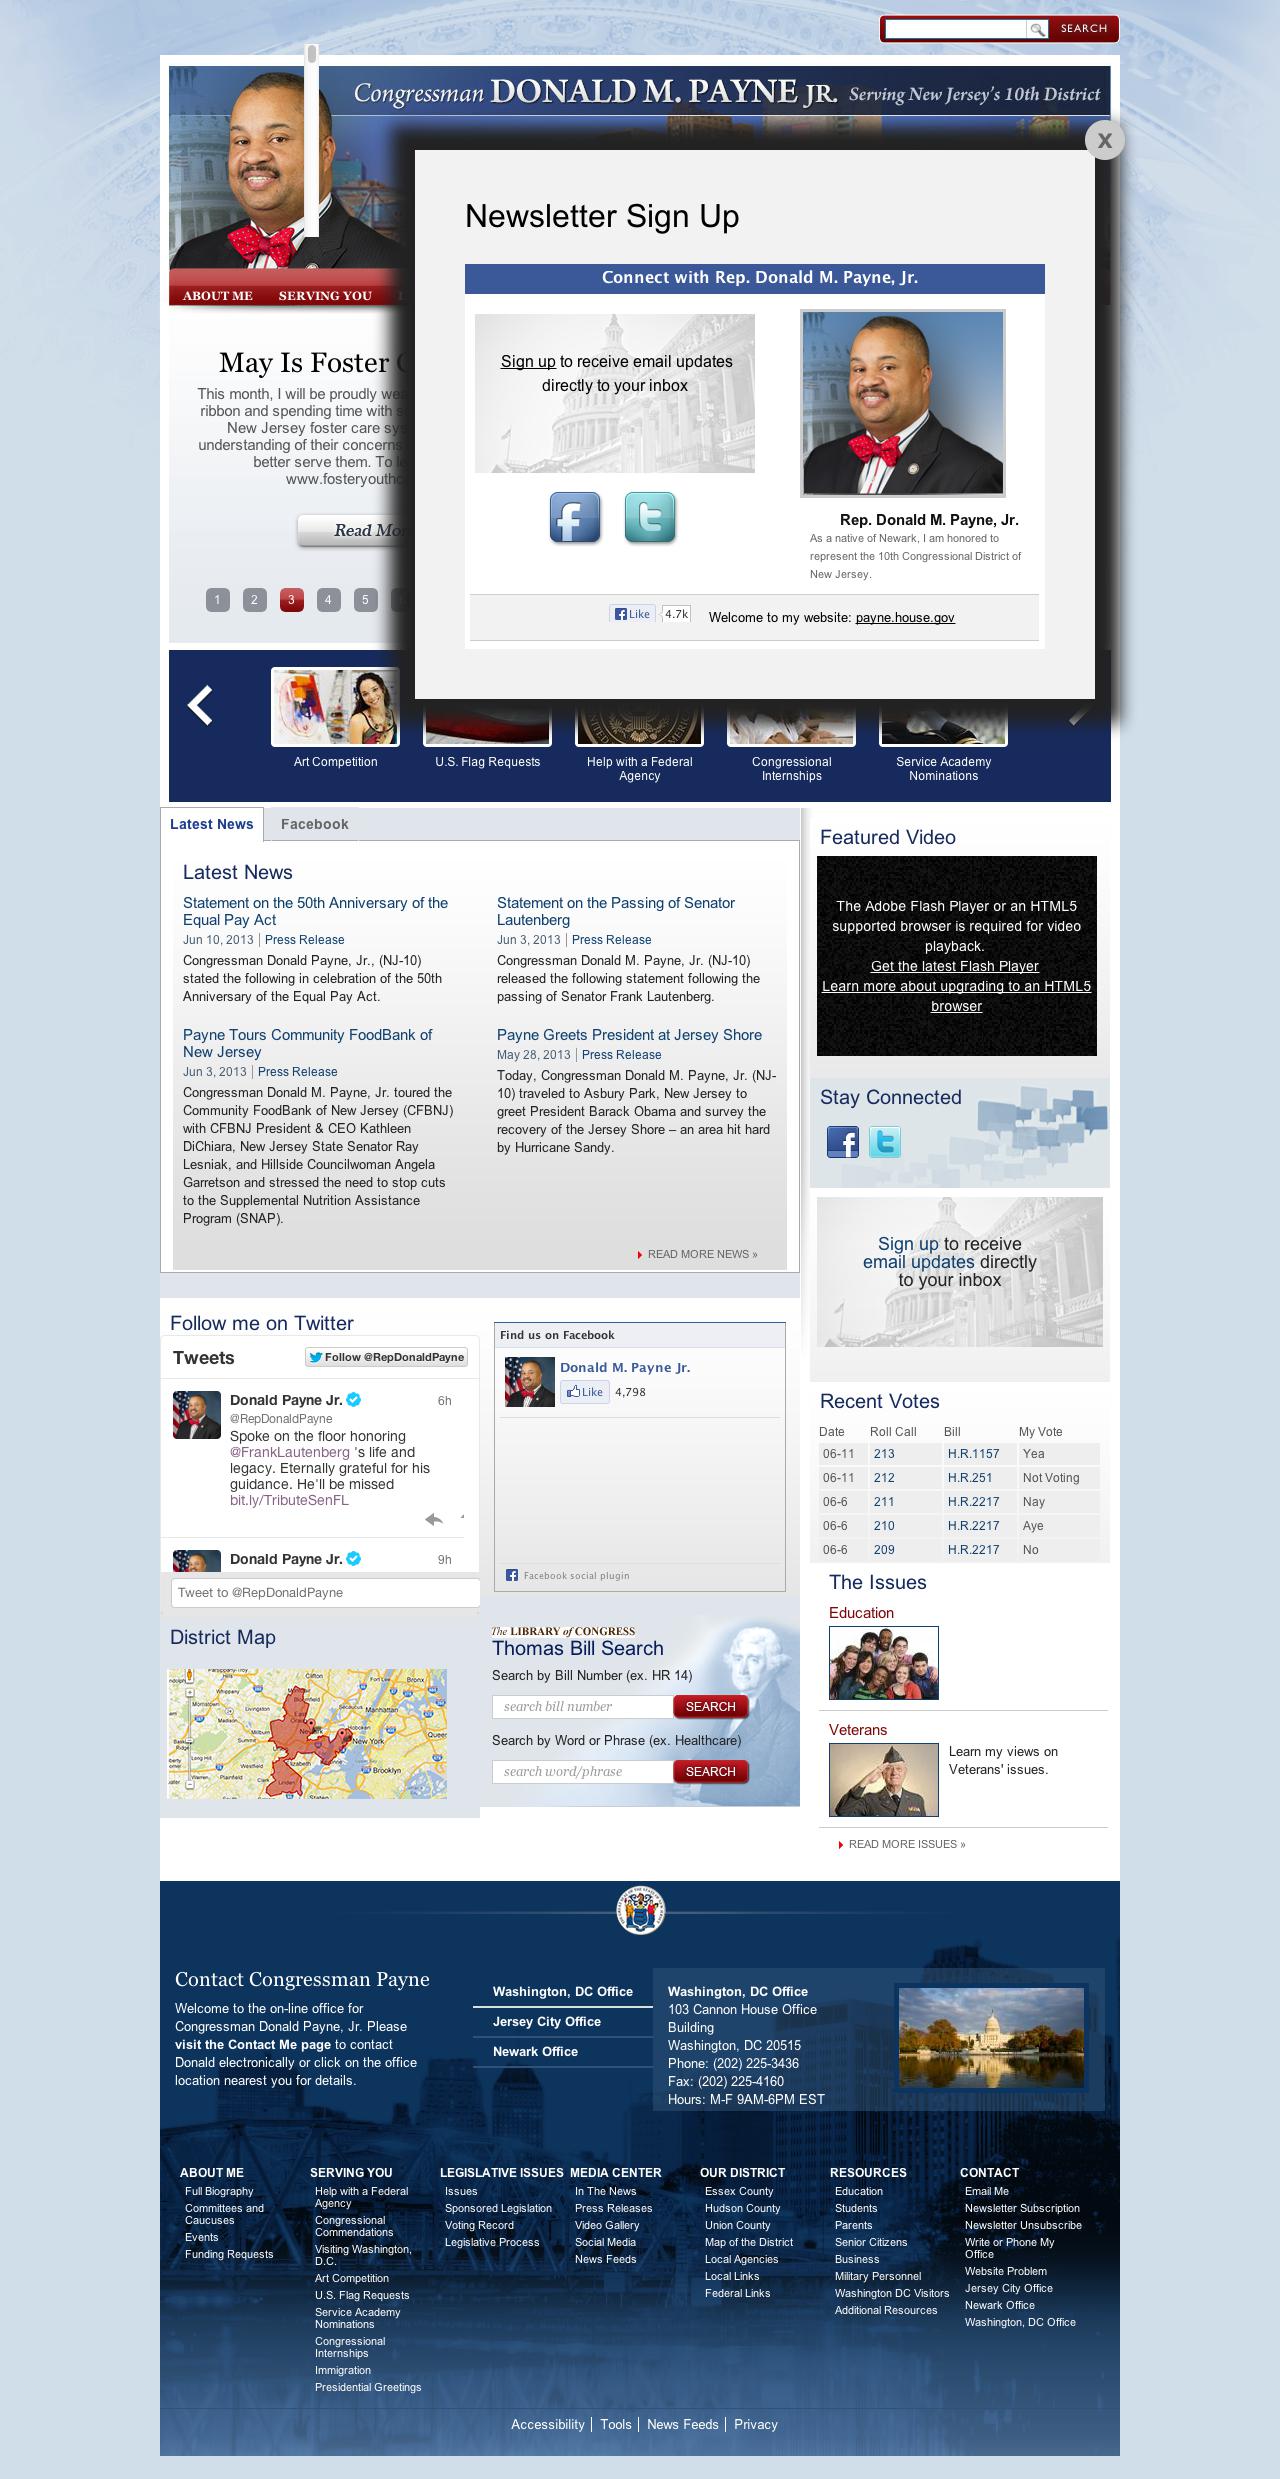 SEARCH
Congressman DONALD M. PAYNE JR. Serving New Jersey's 10th District
X
ABOUT ME SERVING YOU
May Is Foster
This month, I will be proudly
ribbon and spending time with
New Jersey foster care
understanding of their concerns
better serve them. To
Read
1 2 3 4 5
Newsletter Sign Up
Connect with Rep. Donald M. Payne, Jr.
Sign up to receive email updates
directly to your inbox
f t
Rep. Donald M. Payne, Jr.
As a native of Newark, I am honored to
represent the 10th Congressional District of
New Jersey.
Like 4.7k Welcome to my website: payne.house.gov
Art Competition
U.S. Flag Requests
Help with a Federal
Agency
Congressional
Internships
Service Academy
Nominations
Latest News Facebook
Latest News
Statement on the 50th Anniversary of the
Equal Pay Act
Jun 10, 2013 | Press Release
Congressman Donald Payne, Jr., (NJ-10)
stated the following in celebration of the 50th
Anniversary of the Equal Pay Act.
Statement on the Passing of Senator
Lautenberg
Jun 3, 2013 | Press Release
Congressman Donald M. Payne, Jr. (NJ-10)
released the following statement following the
passing of Senator Frank Lautenberg.
Payne Tours Community FoodBank of
New Jersey
Jun 3, 2013 | Press Release
Congressman Donald M. Payne, Jr. toured the
Community FoodBank of New Jersey (CFBNJ)
with CFBNJ President & CEO Kathleen
DiChiara, New Jersey State Senator Ray
Lesniak, and Hillside Councilwoman Angela
Garretson and stressed the need to stop cuts
to the Supplemental Nutrition Assistance
Program (SNAP).
Payne Greets President at Jersey Shore
May 28, 2013 | Press Release
Today, Congressman Donald M. Payne, Jr. (NJ-
10) traveled to Asbury Park, New Jersey to
greet President Barack Obama and survey the
recovery of the Jersey Shore – an area hit hard
by Hurricane Sandy.
READ MORE NEWS »
Featured Video
The Adobe Flash Player or an HTML5
supported browser is required for video
playback.
Get the latest Flash Player
Learn more about upgrading to an HTML5
browser
Stay Connected
f t
Sign up to receive
email updates directly
to your inbox
Follow me on Twitter
Tweets Follow @RepDonaldPayne
Donald Payne Jr. 6h
@RepDonaldPayne
Spoke on the floor honoring
@FrankLautenberg 's life and
legacy. Eternally grateful for his
guidance. He'll be missed
bit.ly/TributeSenFL
Donald Payne Jr. 9h
Tweet to @RepDonaldPayne
Find us on Facebook
Donald M. Payne Jr.
Like 4,798
Facebook social plugin
Recent Votes
Date Roll Call Bill My Vote
06-11 213 H.R.1157 Yea
06-11 212 H.R.251 Not Voting
06-6 211 H.R.2217 Nay
06-6 210 H.R.2217 Aye
06-6 209 H.R.2217 No
The Issues
Education
Veterans
Learn my views on
Veterans' issues.
READ MORE ISSUES »
District Map
Clifton
Fort Lee
Bronx
Whippany
Livingston
Secaucus
Manhattan
Millburn
Hoboken
New York
Queen
Summit
Long Hill
Elizabeth
Westfield
Brooklyn
Warren
Plainfield
Clark
Linden
Staten
The LIBRARY of CONGRESS
Thomas Bill Search
Search by Bill Number (ex. HR 14)
search bill number SEARCH
Search by Word or Phrase (ex. Healthcare)
search word/phrase SEARCH
Contact Congressman Payne
Welcome to the on-line office for
Congressman Donald Payne, Jr. Please
visit the Contact Me page to contact
Donald electronically or click on the office
location nearest you for details.
Washington, DC Office
Jersey City Office
Newark Office
Washington, DC Office
103 Cannon House Office
Building
Washington, DC 20515
Phone: (202) 225-3436
Fax: (202) 225-4160
Hours: M-F 9AM-6PM EST
ABOUT ME
Full Biography
Committees and
Caucuses
Events
Funding Requests
SERVING YOU
Help with a Federal
Agency
Congressional
Commendations
Visiting Washington,
D.C.
Art Competition
U.S. Flag Requests
Service Academy
Nominations
Congressional
Internships
Immigration
Presidential Greetings
LEGISLATIVE ISSUES
Issues
Sponsored Legislation
Voting Record
Legislative Process
MEDIA CENTER
In The News
Press Releases
Video Gallery
Social Media
News Feeds
OUR DISTRICT
Essex County
Hudson County
Union County
Map of the District
Local Agencies
Local Links
Federal Links
RESOURCES
Education
Students
Parents
Senior Citizens
Business
Military Personnel
Washington DC Visitors
Additional Resources
CONTACT
Email Me
Newsletter Subscription
Newsletter Unsubscribe
Write or Phone My
Office
Website Problem
Jersey City Office
Newark Office
Washington, DC Office
Accessibility | Tools | News Feeds | Privacy